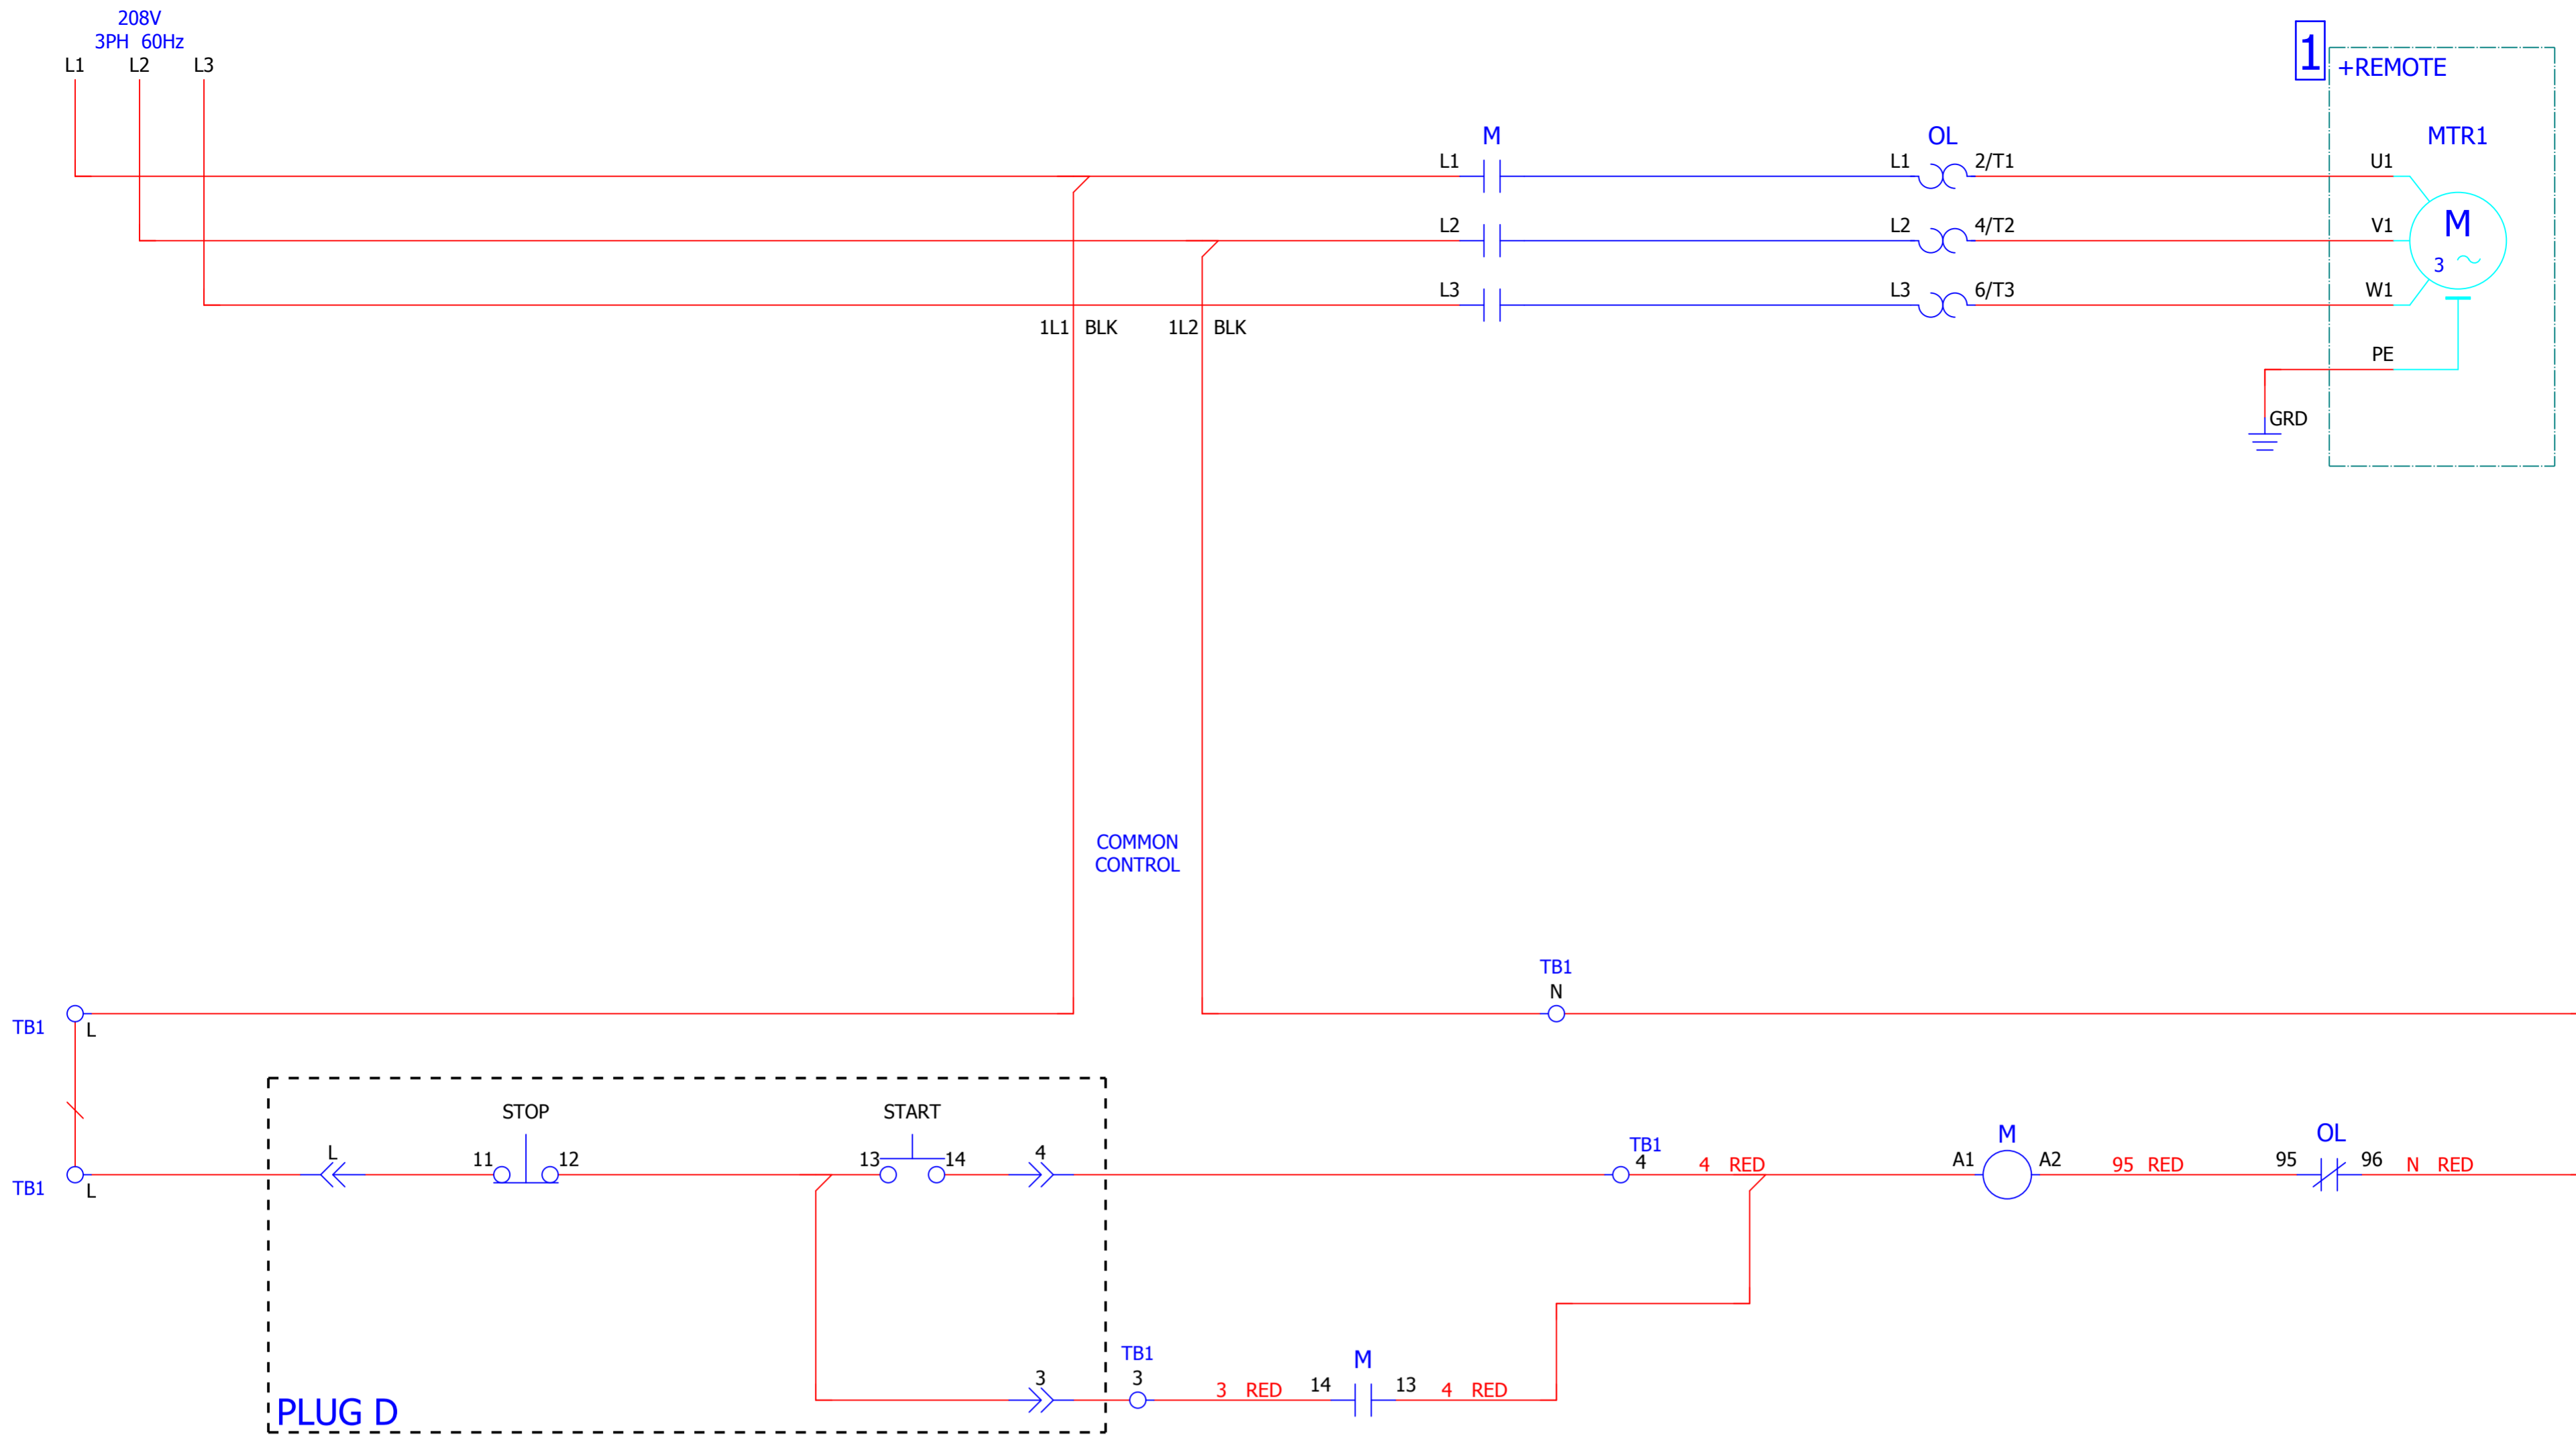 208V
3PH 60Hz
L1 L2 L3
1
+REMOTE
M OL MTR1
L1 L1 2/T1 U1
L2 L2 4/T2 V1
M
3
L3 L3 6/T3 W1
1L1 BLK 1L2 BLK
PE
GRD
COMMON
CONTROL
TB1
N
TB1 L
STOP START
L 11 12 13 14 4
TB1
4
4 RED
M
A1 A2
95 RED
OL
95 96
N RED
TB1 L
TB1
3 3
3 RED
M
14 13
4 RED
PLUG D